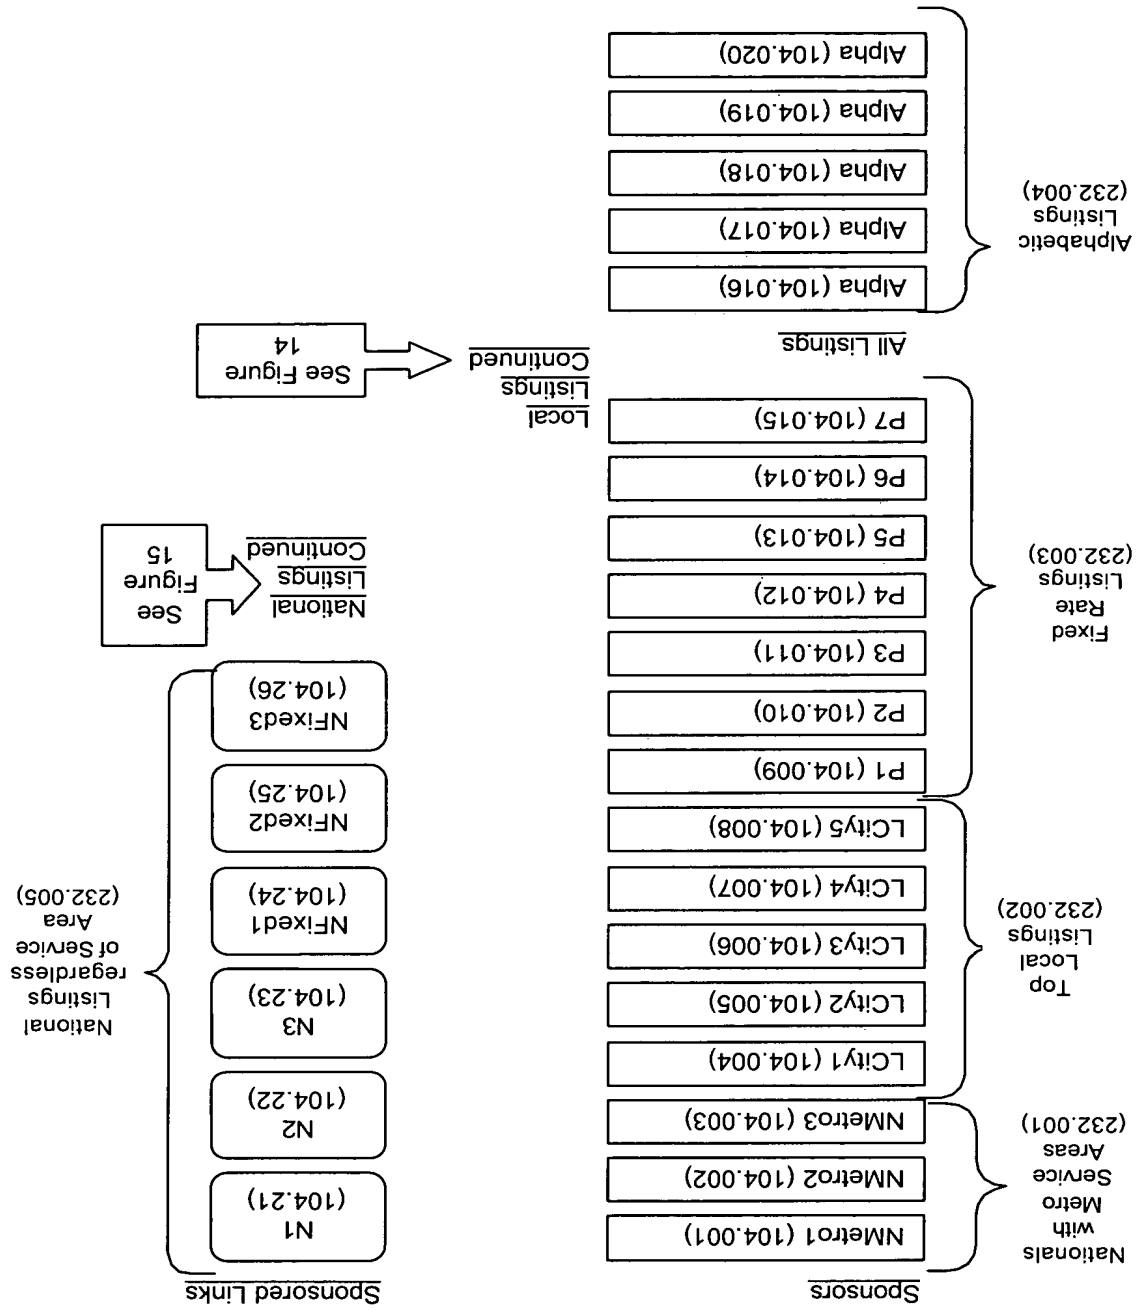 Sponsors
Sponsored Links
Nationals
with
Metro
Service
Areas
(232.001)
NMetro1 (104.001)
NMetro2 (104.002)
NMetro3 (104.003)
Top
Local
Listings
(232.002)
LCity1 (104.004)
LCity2 (104.005)
LCity3 (104.006)
LCity4 (104.007)
LCity5 (104.008)
Fixed
Rate
Listings
(232.003)
P1 (104.009)
P2 (104.010)
P3 (104.011)
P4 (104.012)
P5 (104.013)
P6 (104.014)
P7 (104.015)
Local
Listings
Continued
See Figure
14
All Listings
Alphabetic
Listings
(232.004)
Alpha (104.016)
Alpha (104.017)
Alpha (104.018)
Alpha (104.019)
Alpha (104.020)
N1
(104.21)
N2
(104.22)
N3
(104.23)
NFixed1
(104.24)
NFixed2
(104.25)
NFixed3
(104.26)
National
Listings
regardless
of Service
Area
(232.005)
National
Listings
Continued
See
Figure
15